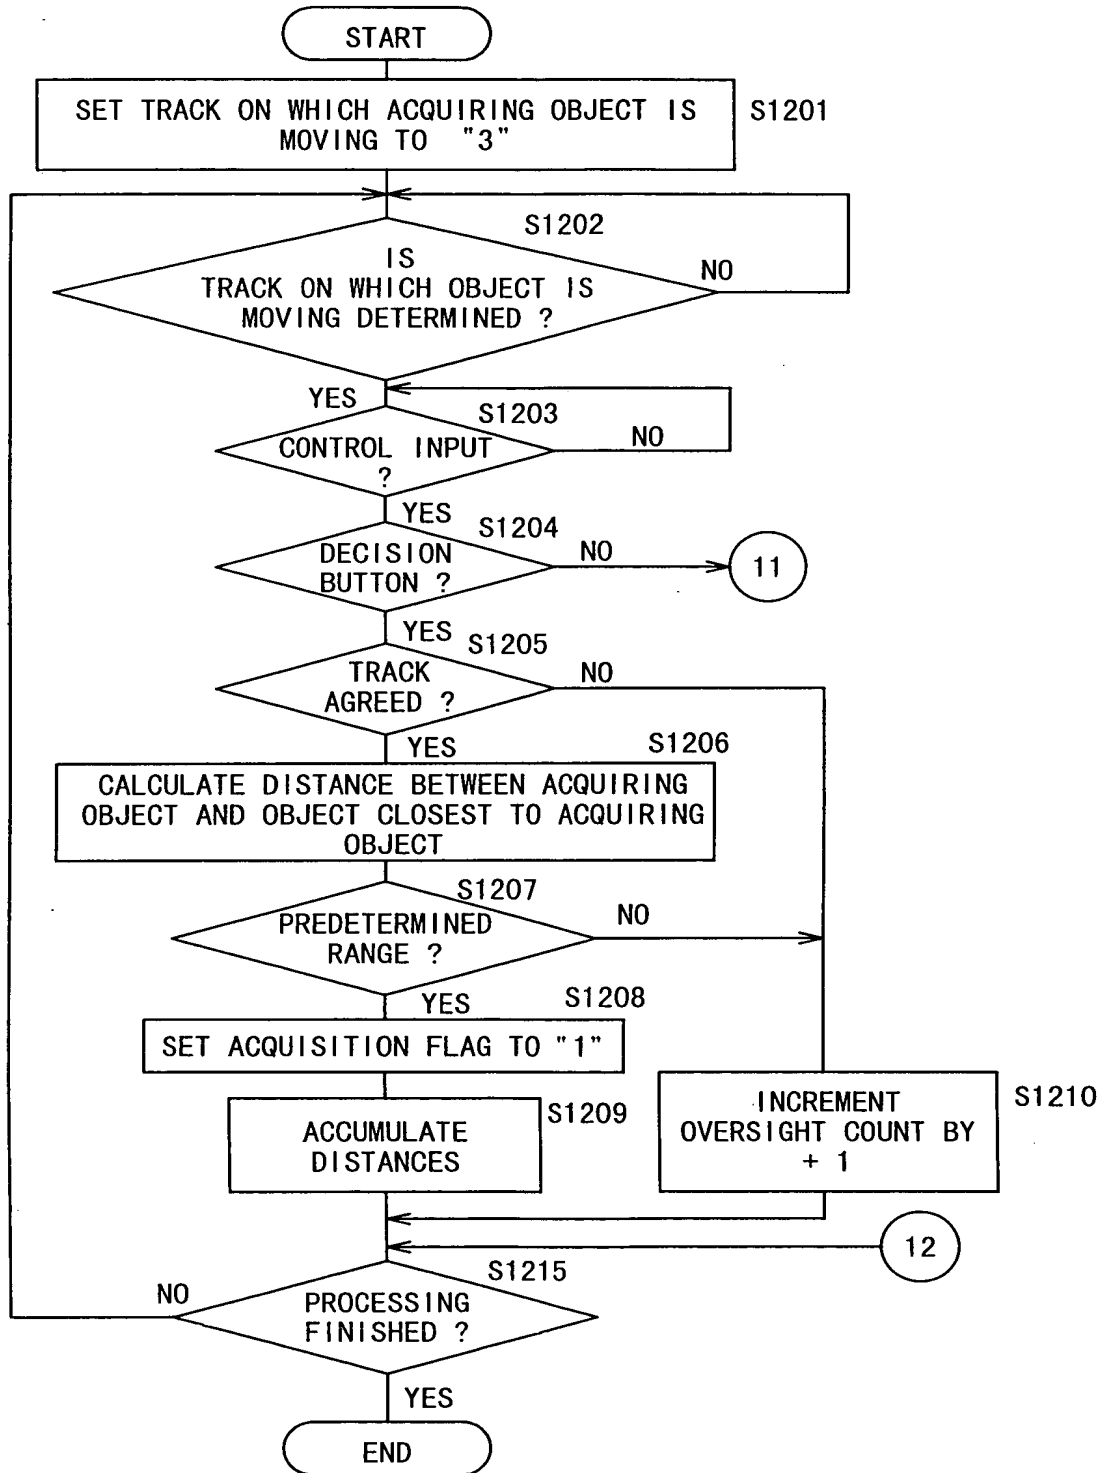 START
SET TRACK ON WHICH ACQUIRING OBJECT IS
MOVING TO "3"
S1201
S1202
IS
TRACK ON WHICH OBJECT IS
MOVING DETERMINED ?
NO
YES
S1203
CONTROL INPUT
?
NO
YES
S1204
DECISION
BUTTON ?
NO
11
YES
S1205
TRACK
AGREED ?
NO
YES
S1206
CALCULATE DISTANCE BETWEEN ACQUIRING
OBJECT AND OBJECT CLOSEST TO ACQUIRING
OBJECT
S1207
PREDETERMINED
RANGE ?
NO
YES
S1208
SET ACQUISITION FLAG TO "1"
S1209
ACCUMULATE
DISTANCES
INCREMENT
OVERSIGHT COUNT BY
+ 1
S1210
12
S1215
NO
PROCESSING
FINISHED ?
YES
END